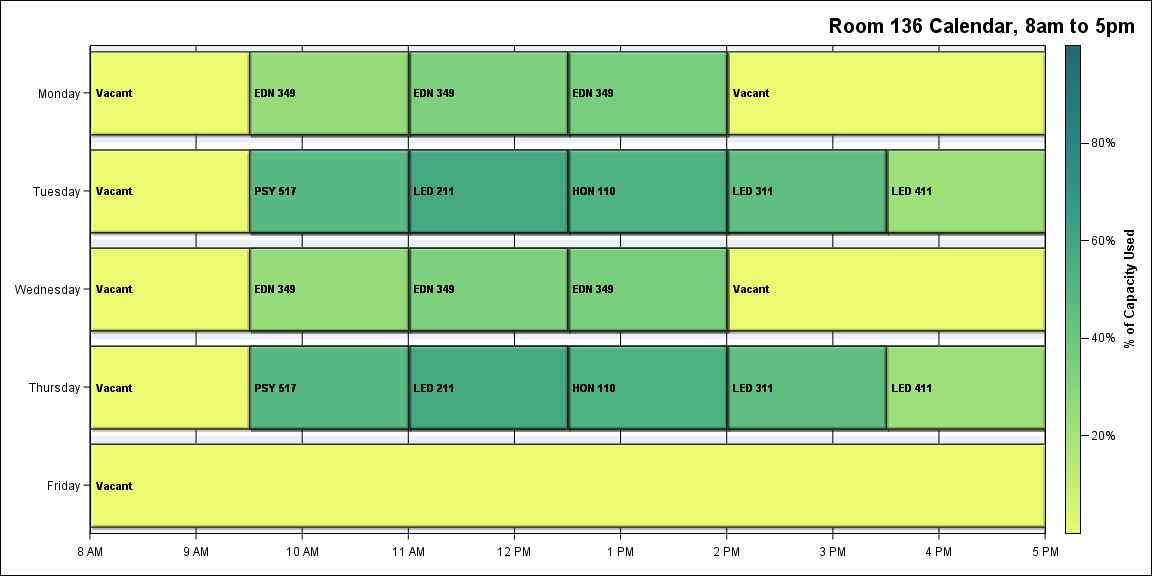 Room 136 Calendar, 8am to 5pm
Monday
Vacant
EDN 349
EDN 349
EDN 349
Vacant
Tuesday
Vacant
PSY 517
LED 211
HON 110
LED 311
LED 411
Wednesday
Vacant
EDN 349
EDN 349
EDN 349
Vacant
Thursday
Vacant
PSY 517
LED 211
HON 110
LED 311
LED 411
Friday
Vacant
8 AM
9 AM
10 AM
11 AM
12 PM
1 PM
2 PM
3 PM
4 PM
5 PM
80%
60%
40%
20%
% of Capacity Used